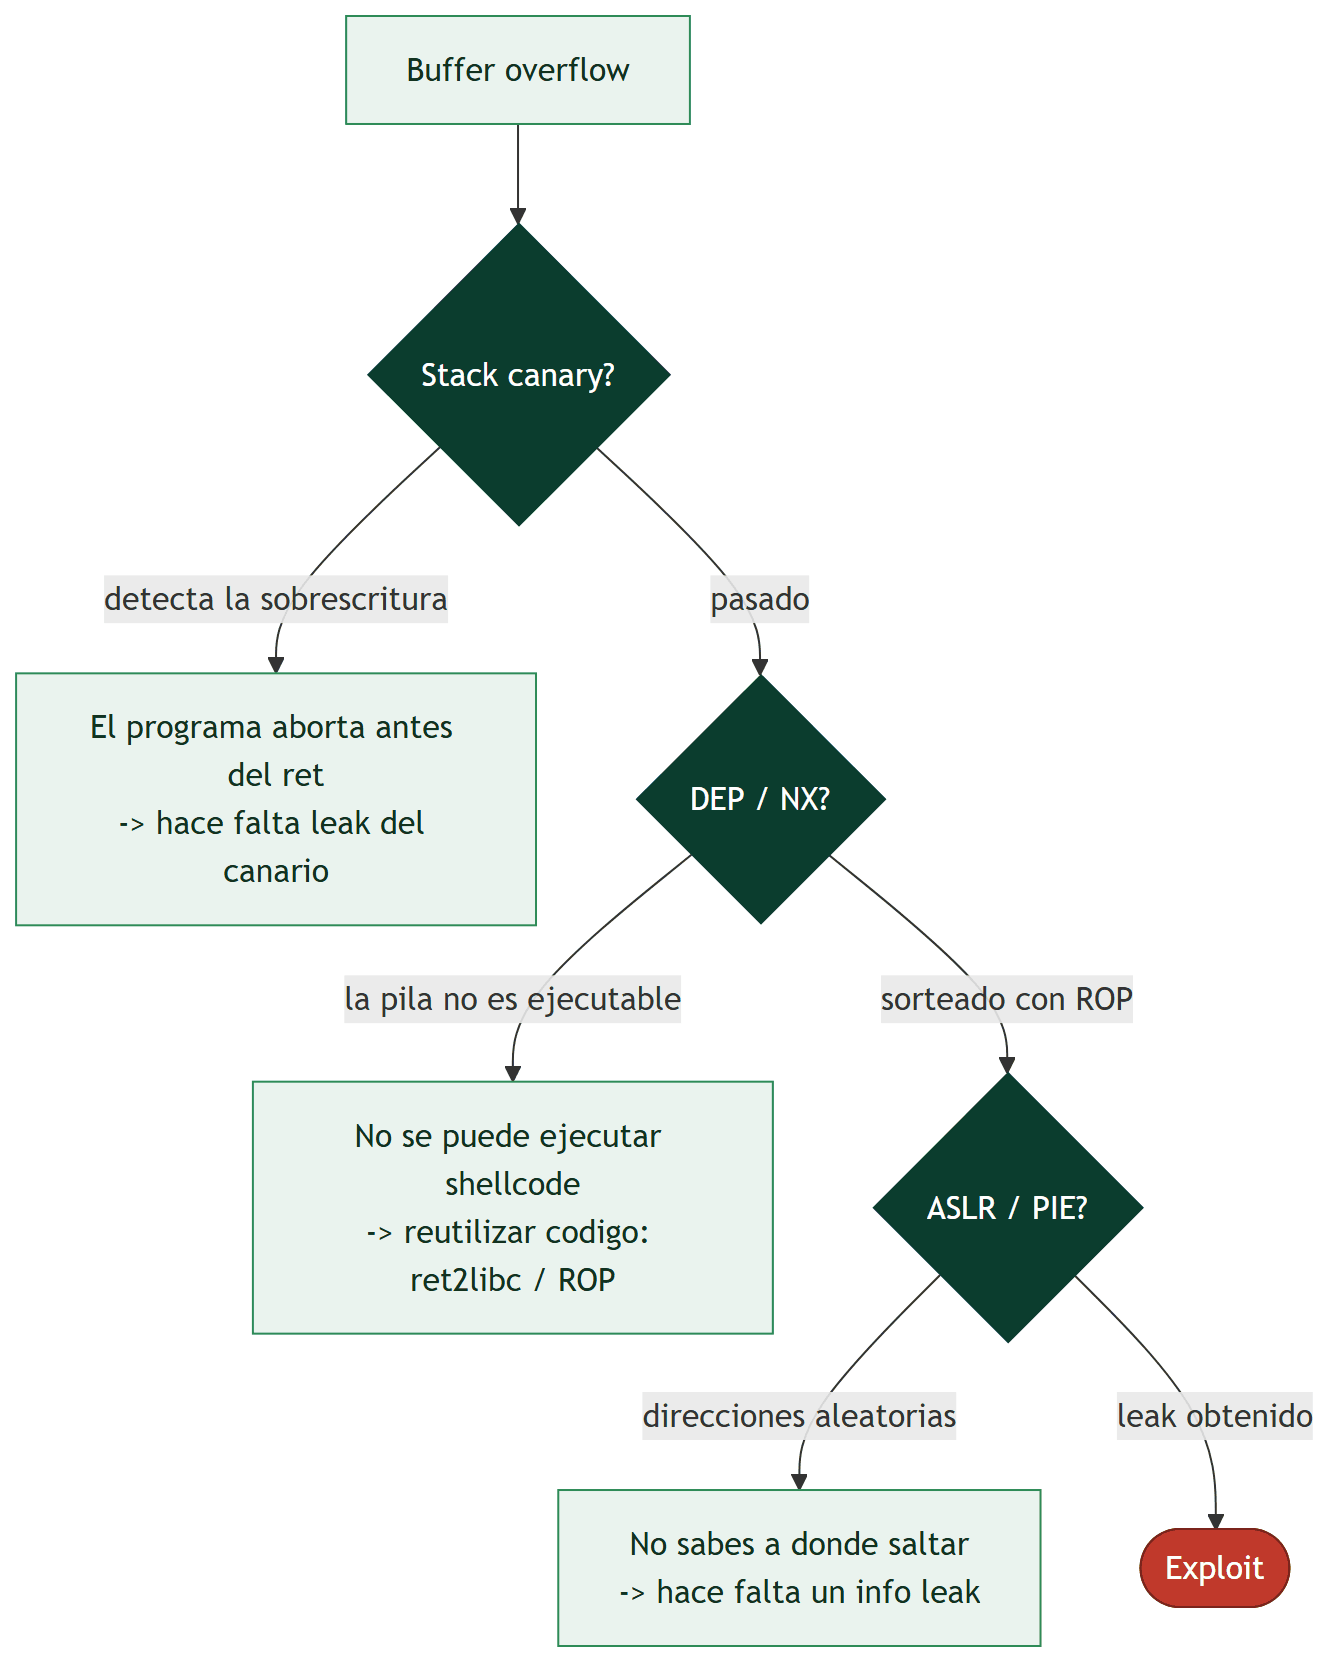 Buffer overflow
Stack canary?
detecta la sobrescritura
pasado
El programa aborta antes
del ret
-> hace falta leak del
canario
DEP / NX?
la pila no es ejecutable
sorteado con ROP
No se puede ejecutar
shellcode
-> reutilizar codigo:
ret2libc / ROP
ASLR / PIE?
direcciones aleatorias
leak obtenido
No sabes a donde saltar
-> hace falta un info leak
Exploit